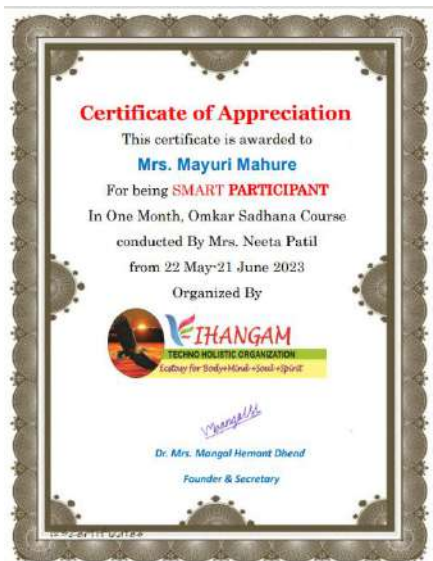 Certificate of Appreciation
This certificate is awarded to
Mrs. Mayuri Mahure
For being SMART PARTICIPANT
In One Month, Omkar Sadhana Course
conducted By Mrs. Neeta Patil
from 22 May-21 June 2023
Organized By
VIHANGAM
TECHNO HOLISTIC ORGANIZATION
Ecstasy for Body+Mind+Soul+Spirit
Dr. Mrs. Mangal Hemant Dhend
Founder & Secretary